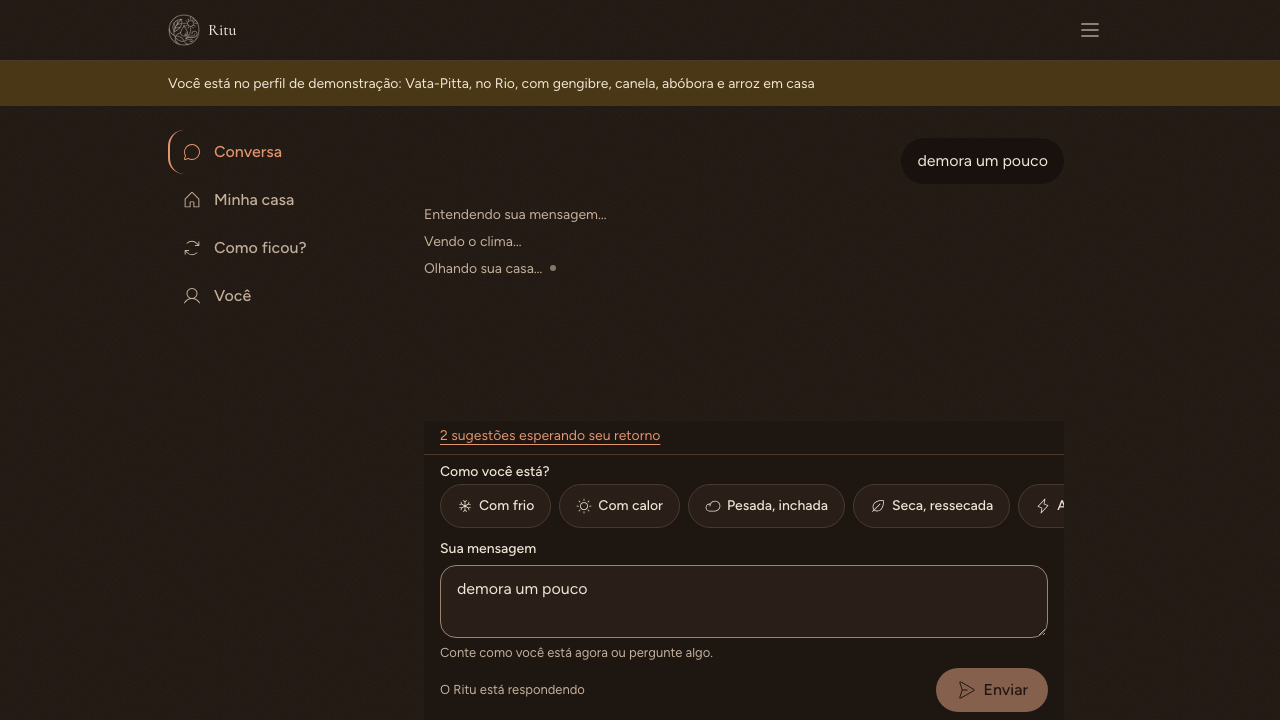 Ritu
Você está no perfil de demonstração: Vata-Pitta, no Rio, com gengibre, canela, abóbora e arroz em casa
Conversa
Minha casa
Como ficou?
Você
demora um pouco
Entendendo sua mensagem...
Vendo o clima...
Olhando sua casa...
2 sugestões esperando seu retorno
Como você está?
Com frio
Com calor
Pesada, inchada
Seca, ressecada
Sua mensagem
demora um pouco
Conte como você está agora ou pergunte algo.
O Ritu está respondendo
Enviar